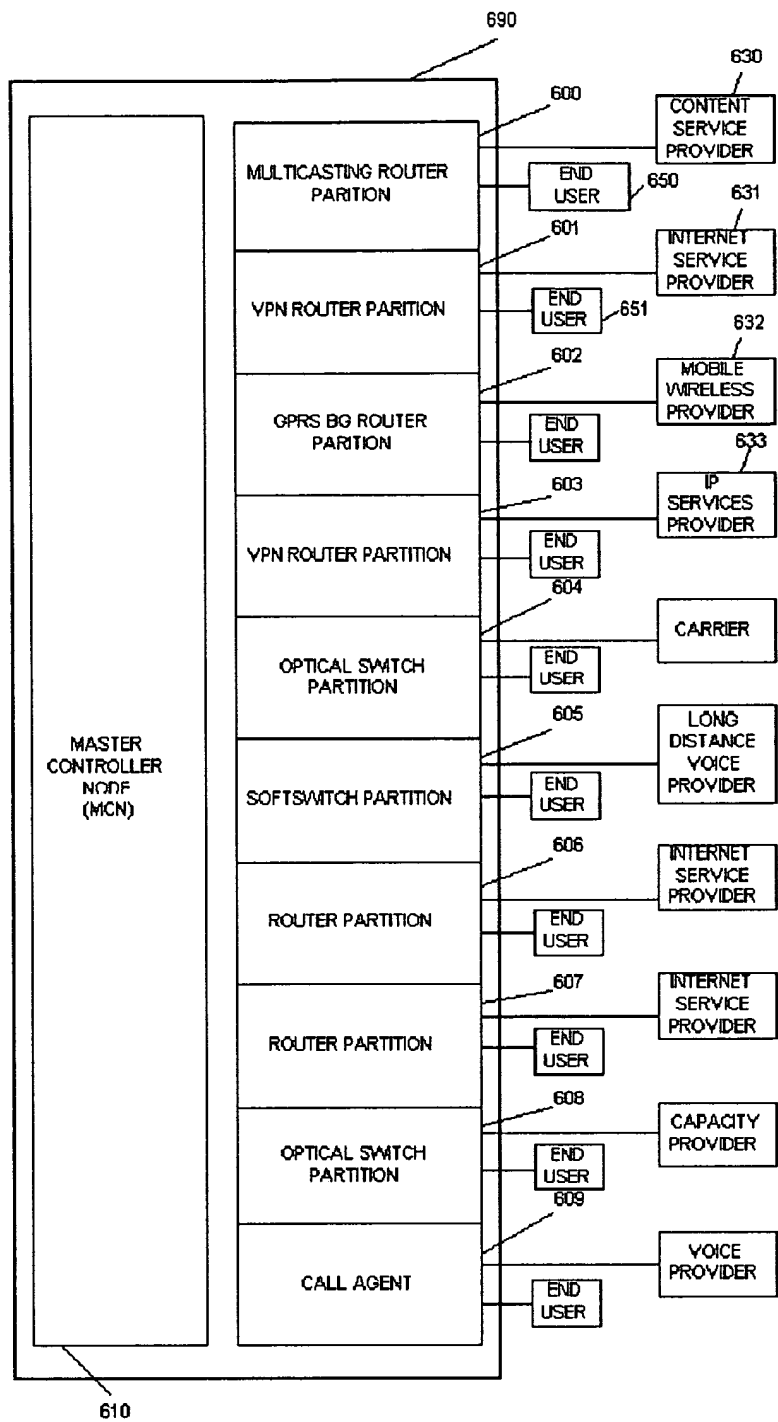 690
600
630
CONTENT
SERVICE
PROVIDER
MULTICASTING ROUTER
PARITION
END
USER
650
601
631
INTERNET
SERVICE
PROVIDER
VPN ROUTER PARITION
END
USER
651
602
632
MOBILE
WIRELESS
PROVIDER
GPRS BG ROUTER
PARITION
END
USER
603
633
IP
SERVICES
PROVIDER
VPN ROUTER PARTITION
END
USER
604
CARRIER
OPTICAL SWITCH
PARTITION
END
USER
605
LONG
DISTANCE
VOICE
PROVIDER
MASTER
CONTROLLER
NODE
(MCN)
SOFTSWITCH PARTITION
END
USER
606
INTERNET
SERVICE
PROVIDER
ROUTER PARTITION
END
USER
607
INTERNET
SERVICE
PROVIDER
ROUTER PARTITION
END
USER
608
CAPACITY
PROVIDER
OPTICAL SWITCH
PARTITION
END
USER
609
VOICE
PROVIDER
CALL AGENT
END
USER
610